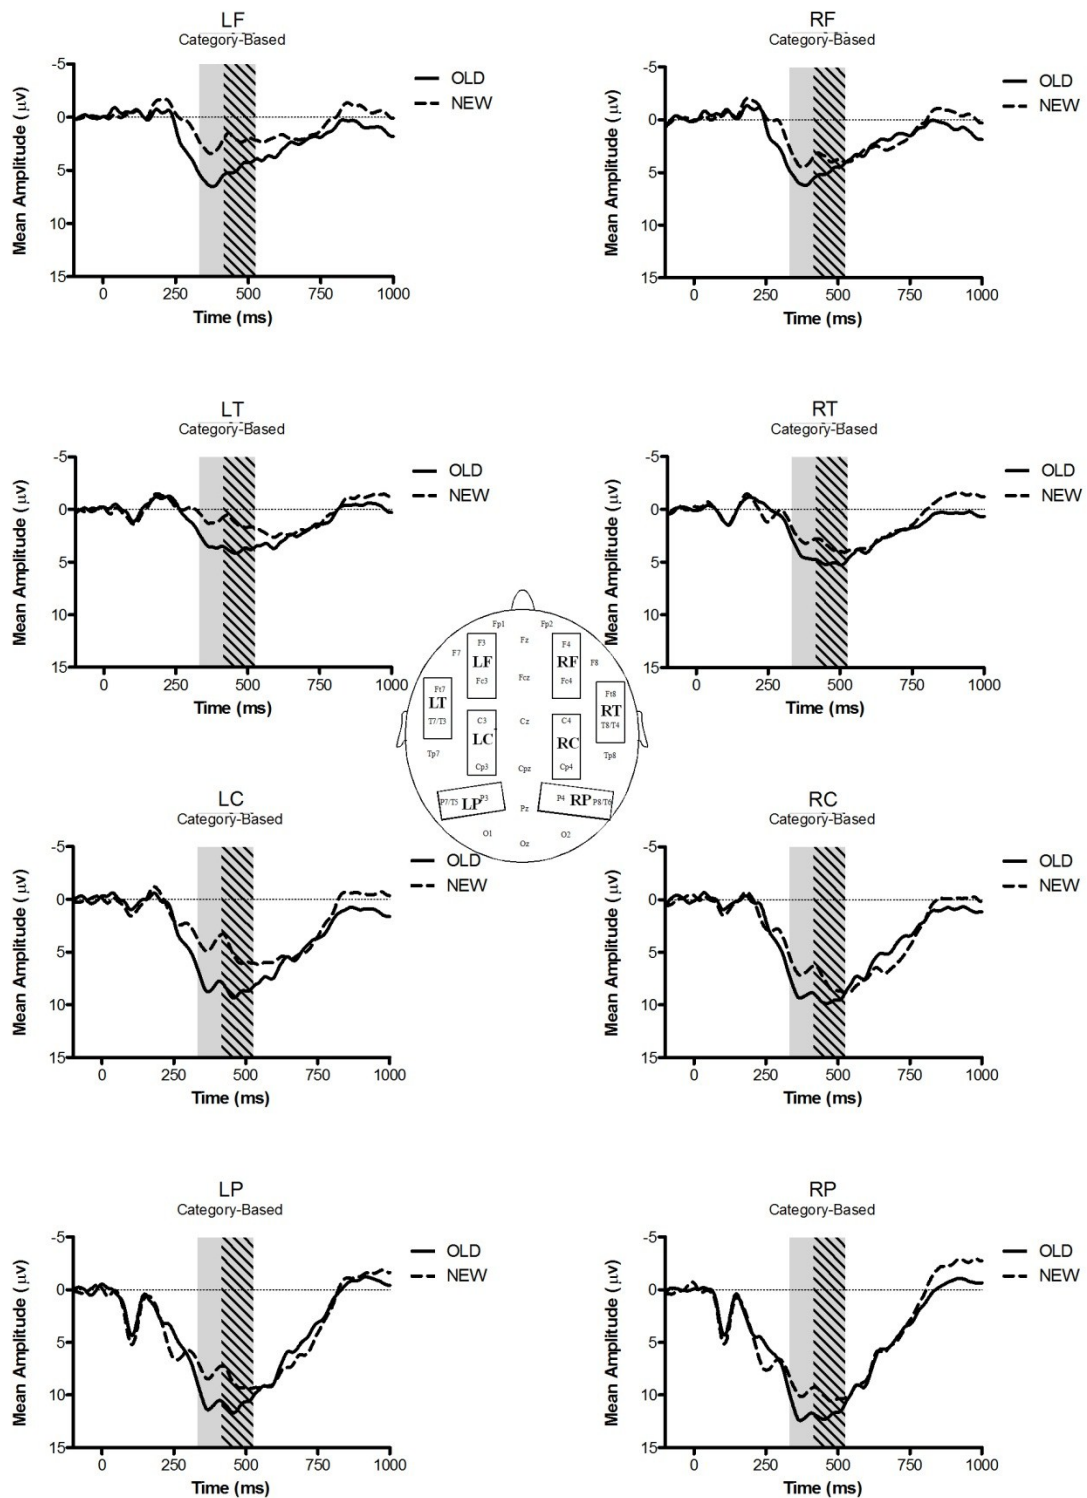 LF
Category-Based
-5
0
5
10
15
Mean Amplitude (µv)
0 250 500 750 1000
Time (ms)
OLD
NEW
RF
Category-Based
-5
0
5
10
15
Mean Amplitude (µv)
0 250 500 750 1000
Time (ms)
OLD
NEW
LT
Category-Based
-5
0
5
10
15
Mean Amplitude (µv)
0 250 500 750 1000
Time (ms)
OLD
NEW
RT
Category-Based
-5
0
5
10
15
Mean Amplitude (µv)
0 250 500 750 1000
Time (ms)
OLD
NEW
Fp1 Fp2
F7 F3 Fz F4 F8
LF RF
Fc3 Fcz Fc4
Ft7 Ft8
LT RT
T7/T3 C3 Cz C4 T8/T4
LC RC
Tp7 Cp3 Cpz Cp4 Tp8
P7/T5 LP P3 Pz P4 RP P8/T6
O1 Oz O2
LC
Category-Based
-5
0
5
10
15
Mean Amplitude (µv)
0 250 500 750 1000
Time (ms)
OLD
NEW
RC
Category-Based
-5
0
5
10
15
Mean Amplitude (µv)
0 250 500 750 1000
Time (ms)
OLD
NEW
LP
Category-Based
-5
0
5
10
15
Mean Amplitude (µv)
0 250 500 750 1000
Time (ms)
OLD
NEW
RP
Category-Based
-5
0
5
10
15
Mean Amplitude (µv)
0 250 500 750 1000
Time (ms)
OLD
NEW